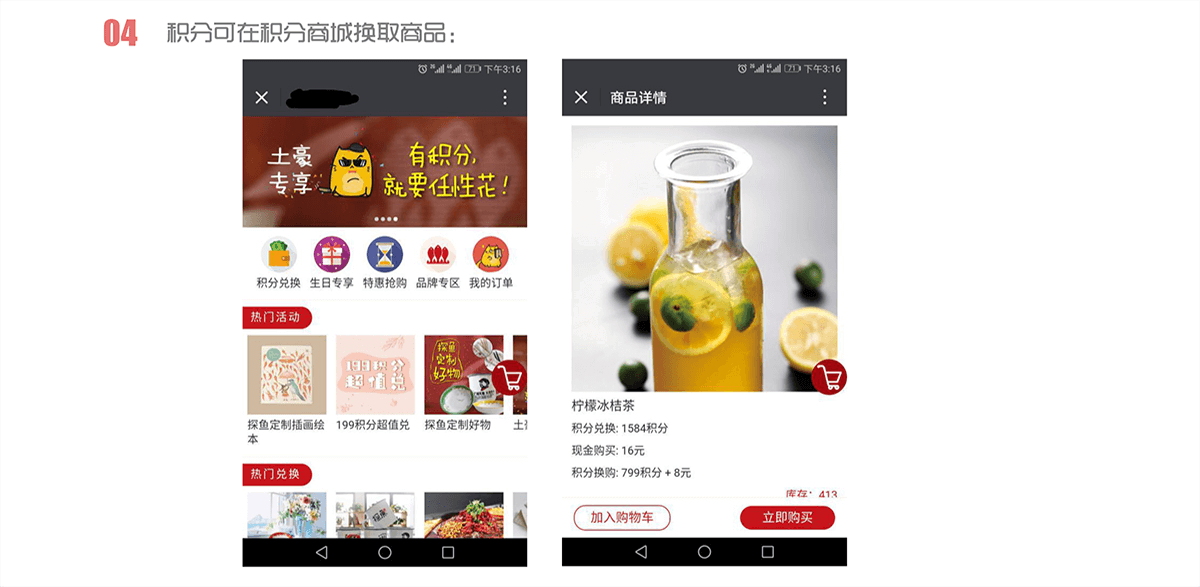 04 积分可在积分商城换取商品：
2G 4G 71 下午3:16
土豪
专享
有积分,
就要任性花！
积分兑换 生日专享 特惠抢购 品牌专区 我的订单
热门活动
199积分
超值兑
探鱼
定制
好物
探鱼定制插画绘
本
199积分超值兑
探鱼定制好物
土
热门兑换
2G 4G 71 下午3:16
商品详情
柠檬冰桔茶
积分兑换: 1584积分
现金购买: 16元
积分换购: 799积分 + 8元
库存: 413
加入购物车 立即购买